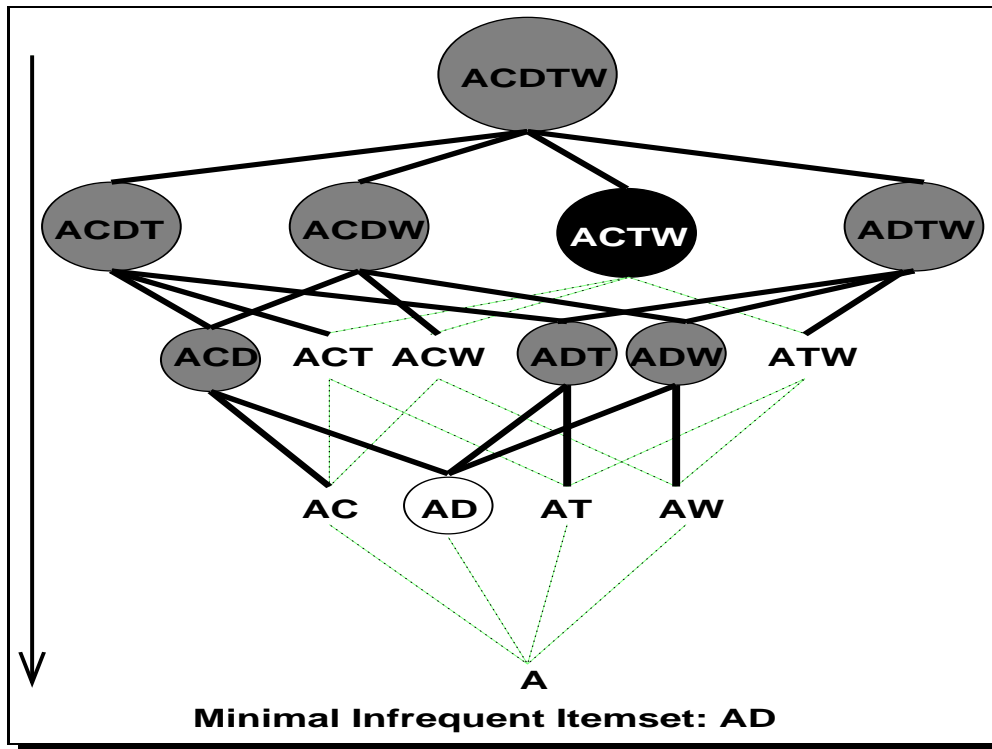 ACDTW
ACDT ACDW ACTW ADTW
ACD ACT ACW ADT ADW ATW
AC AD AT AW
A
Minimal Infrequent Itemset: AD